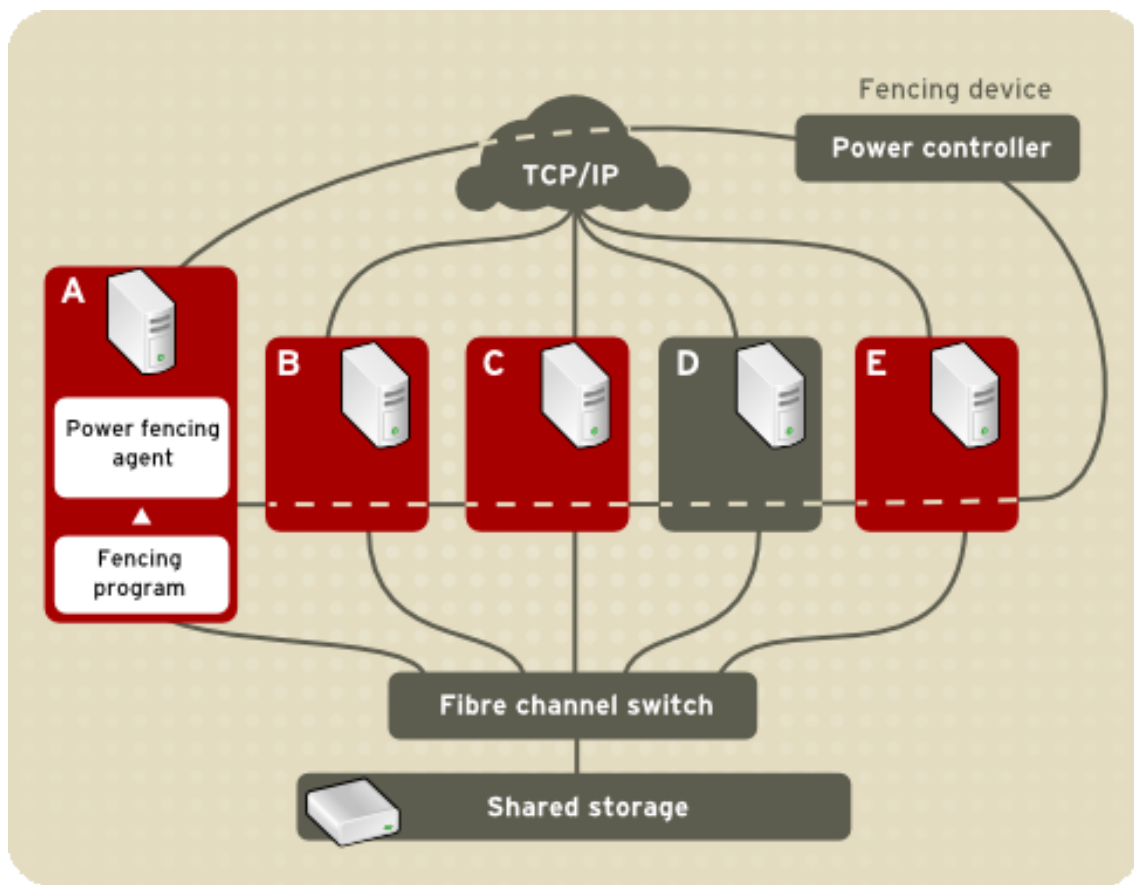 Fencing device
Power controller
TCP/IP
A
B
C
D
E
Power fencing
agent
Fencing
program
Fibre channel switch
Shared storage